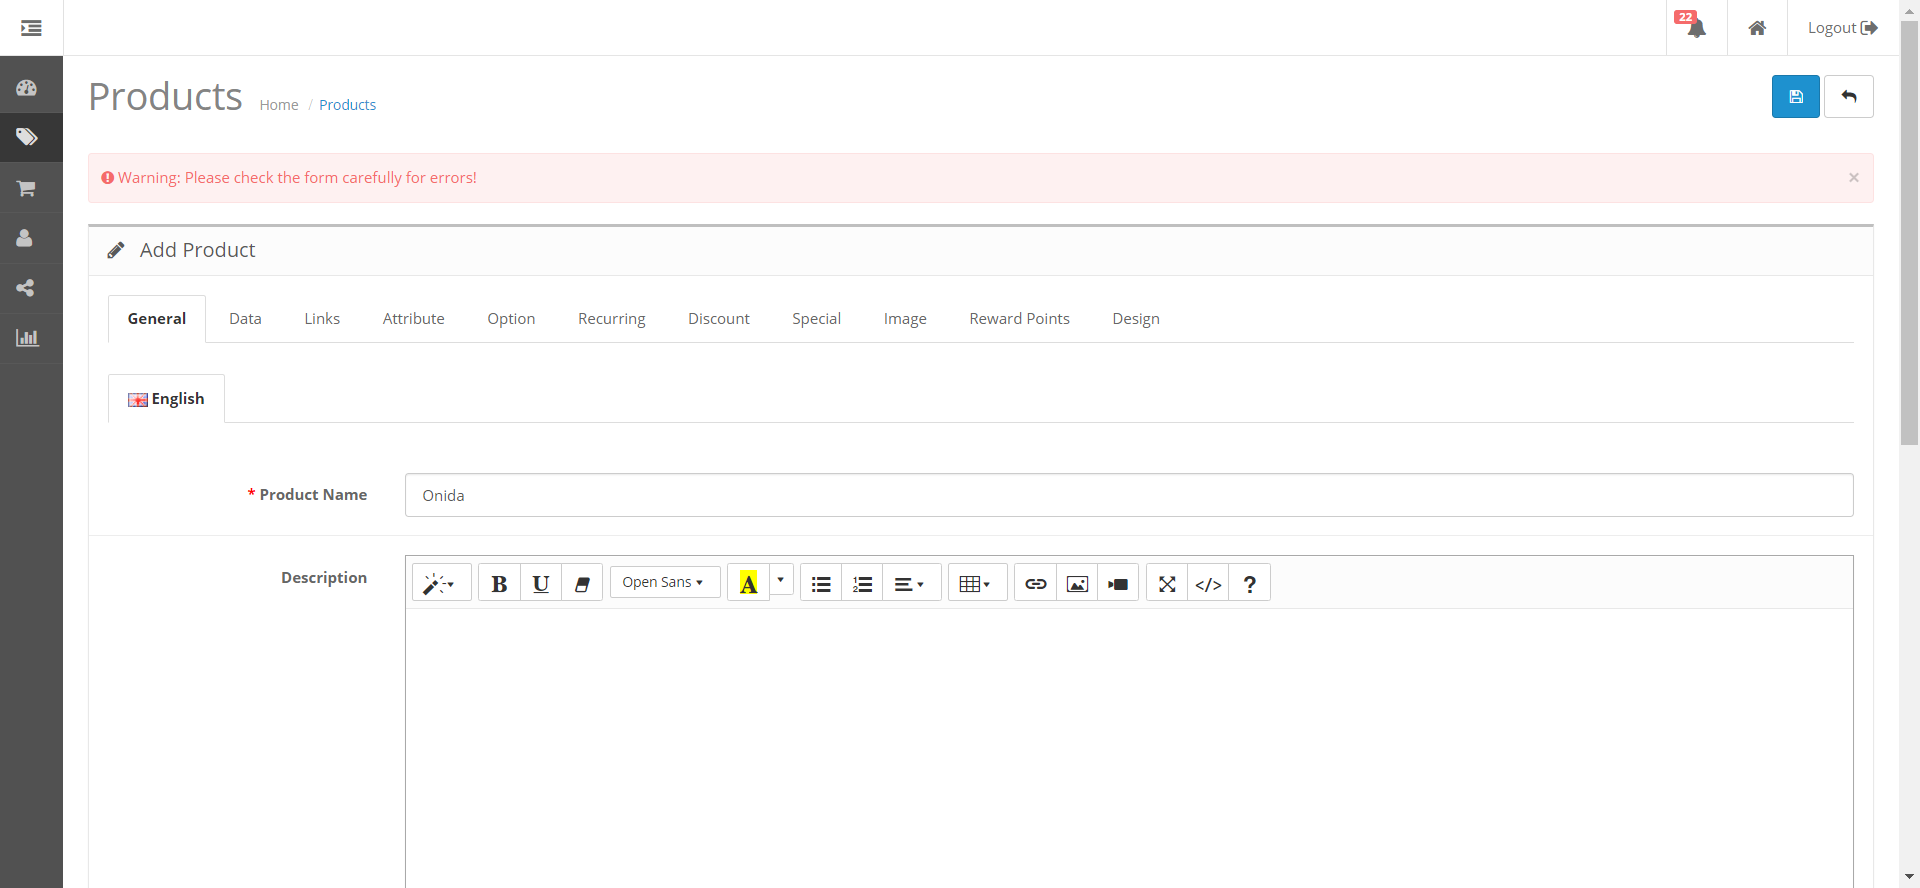 22
Logout
Products Home / Products
Warning: Please check the form carefully for errors!
×
Add Product
General Data Links Attribute Option Recurring Discount Special Image Reward Points Design
English
* Product Name Onida
Description B U Open Sans A </> ?